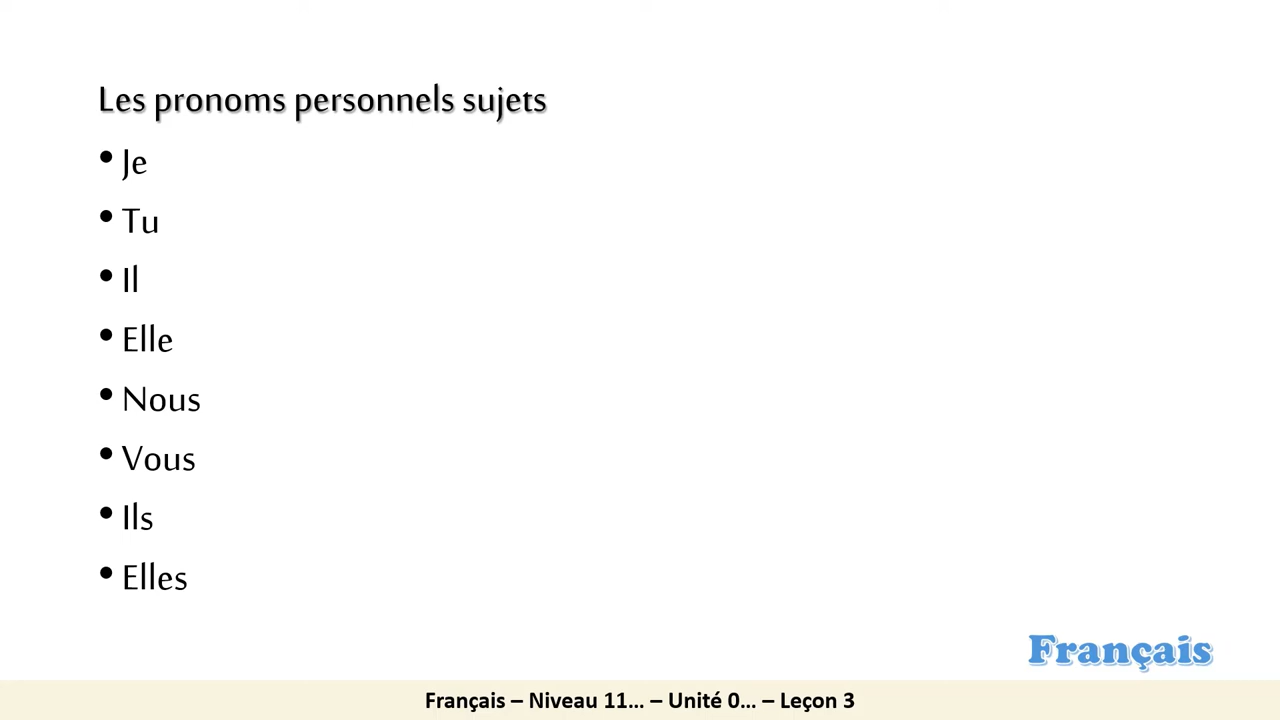 Les pronoms personnels sujets
• Je
• Tu
• Il
• Elle
• Nous
• Vous
• Ils
• Elles
Français
Français – Niveau 11... – Unité 0... – Leçon 3